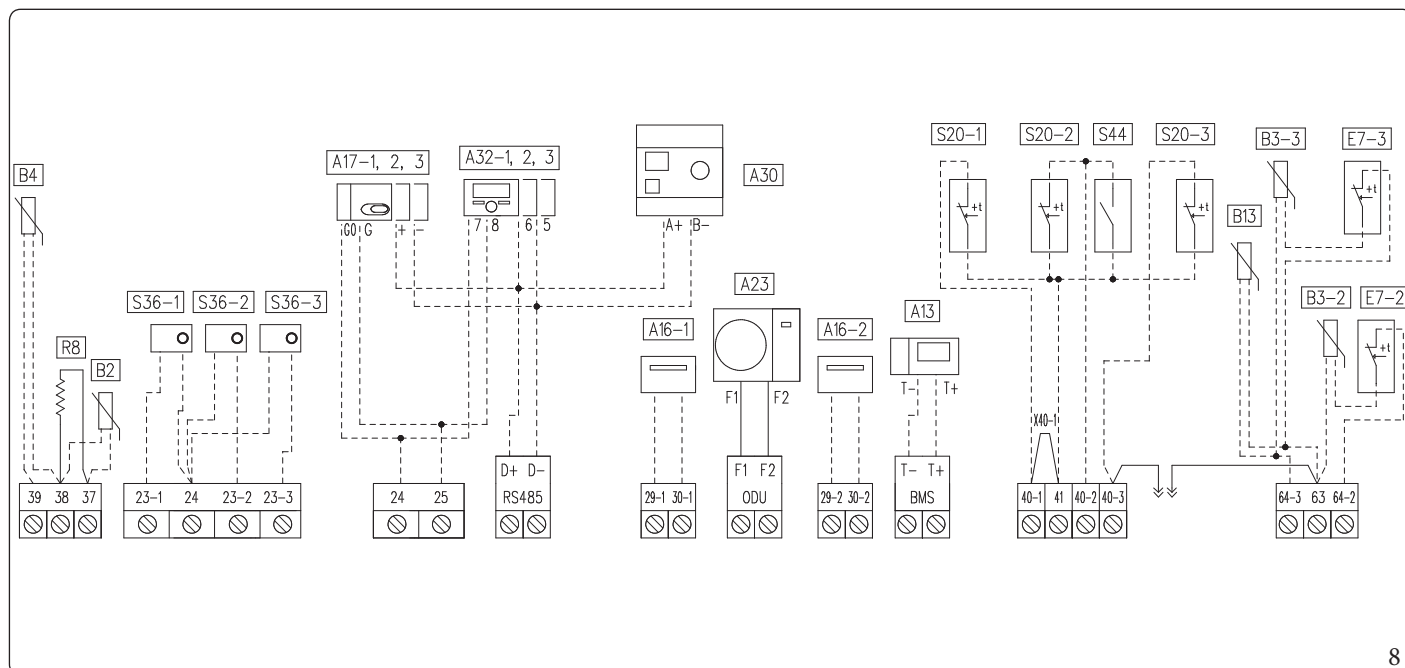 S20-1 S20-2 S44 S20-3 B3-3 E7-3
A17-1, 2, 3 A32-1, 2, 3 A30
B4
+t +t +t +t
B13
G0 G + - 7 8 6 5 A+ B-
S36-1 S36-2 S36-3 A23 B3-2 E7-2
A16-1 A16-2 A13
R8
+t
B2
F1 F2 T- T+
X40-1
D+ D- F1 F2 T- T+
39 38 37 23-1 24 23-2 23-3 24 25 RS485 29-1 30-1 ODU 29-2 30-2 BMS 40-1 41 40-2 40-3 64-3 63 64-2
8